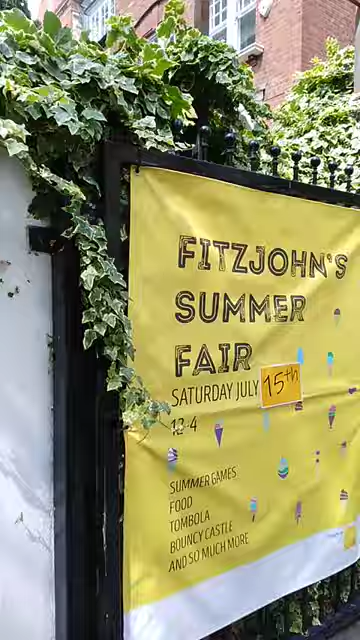 FITZJOHN'S
SUMMER
FAIR
SATURDAY JULY 15th
12-4
SUMMER GAMES
FOOD
TOMBOLA
BOUNCY CASTLE
AND SO MUCH MORE